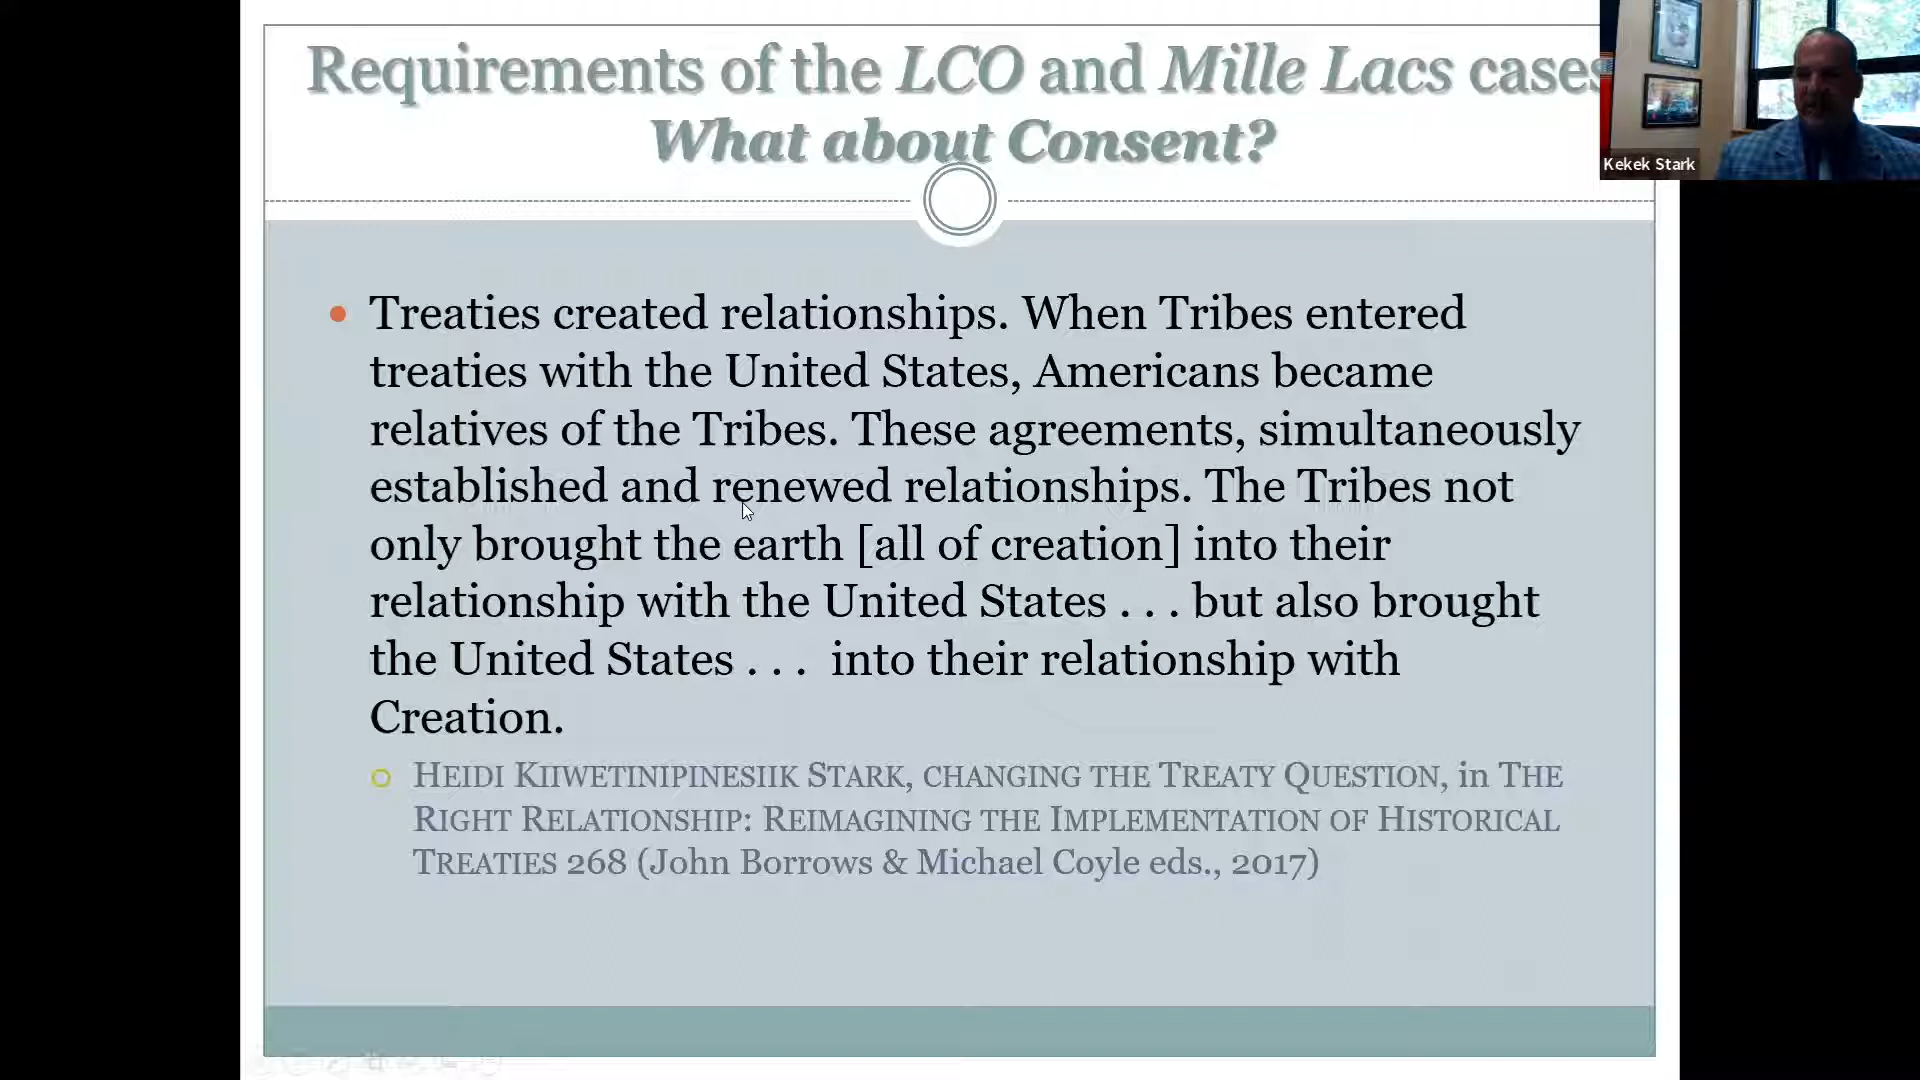 Requirements of the LCO and Mille Lacs cases
What about Consent?
Kekek Stark
• Treaties created relationships. When Tribes entered
treaties with the United States, Americans became
relatives of the Tribes. These agreements, simultaneously
established and renewed relationships. The Tribes not
only brought the earth [all of creation] into their
relationship with the United States . . . but also brought
the United States . . . into their relationship with
Creation.
HEIDI KIIWETINIPINESIIK STARK, CHANGING THE TREATY QUESTION, in THE
RIGHT RELATIONSHIP: REIMAGINING THE IMPLEMENTATION OF HISTORICAL
TREATIES 268 (John Borrows & Michael Coyle eds., 2017)